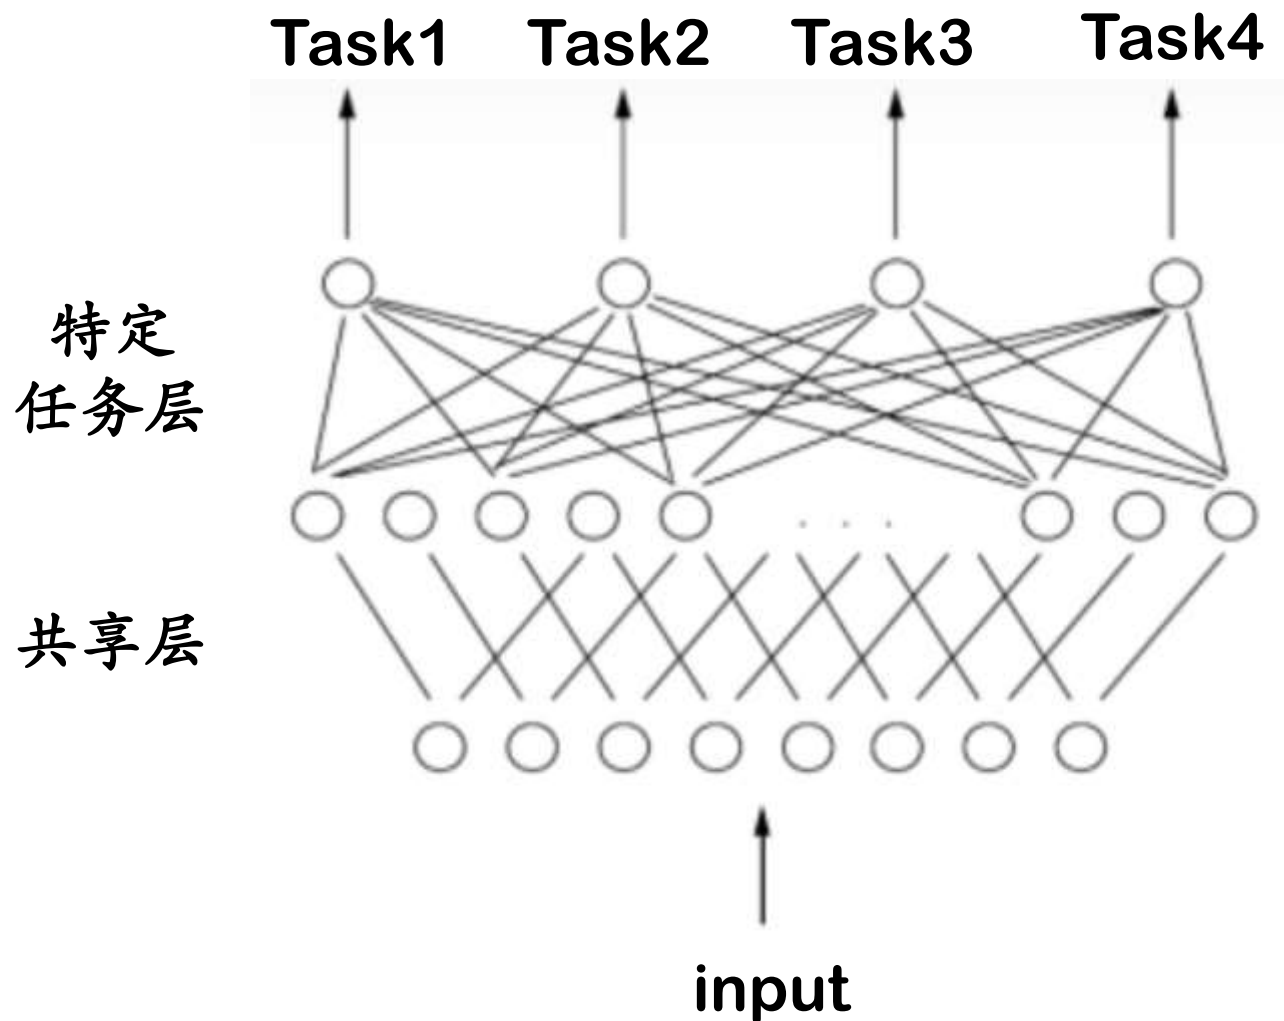 Task1 Task2 Task3 Task4
特定
任务层
. . .
共享层
input